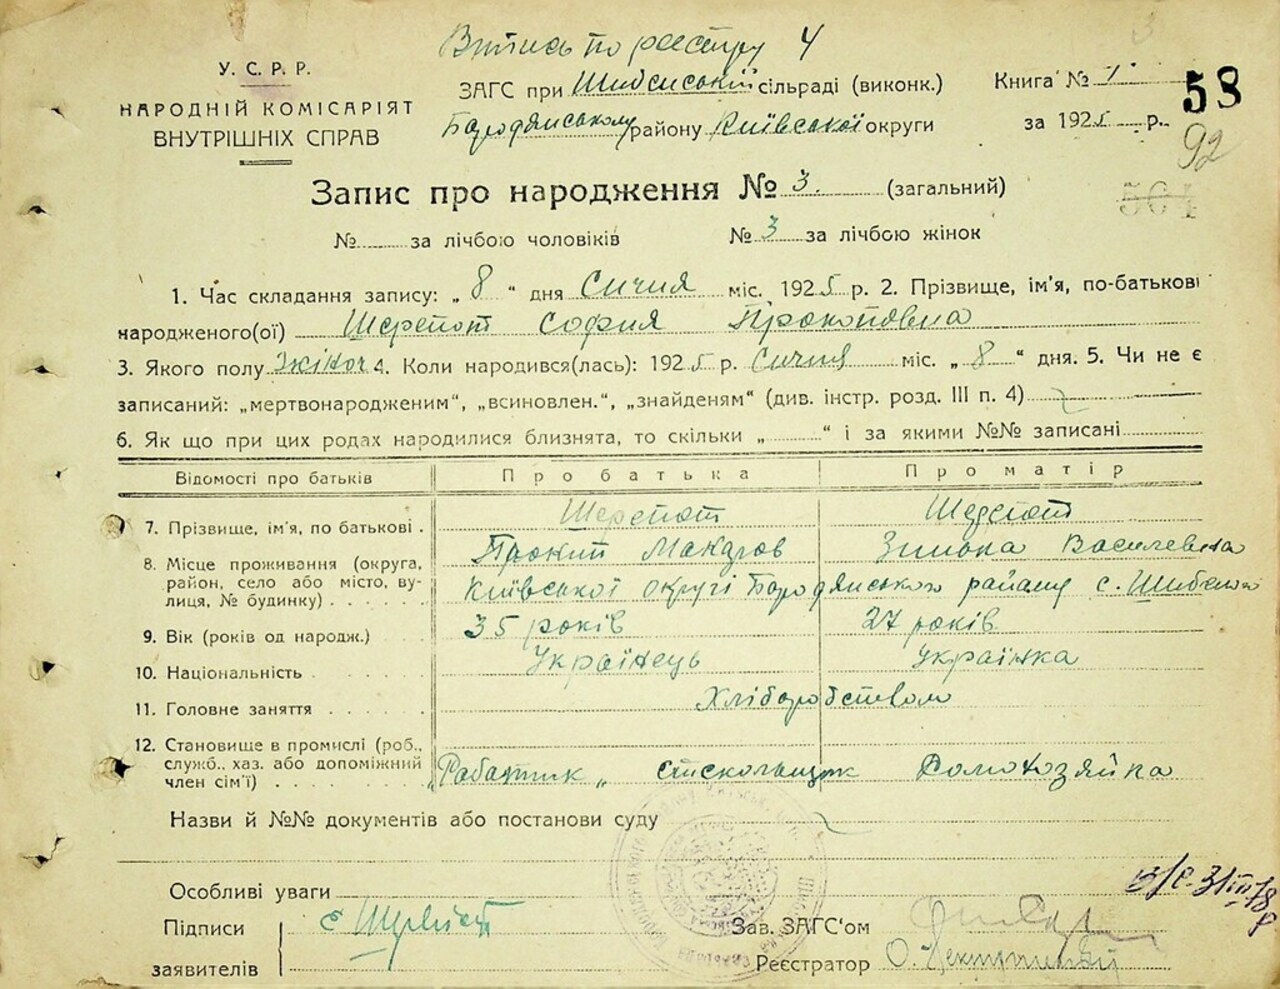 Витись по реєстру 4
У. С. Р. Р.
НАРОДНІЙ КОМІСАРІЯТ
ВНУТРІШНІХ СПРАВ
ЗАГС при Шибенській сільраді (виконк.)
Бородянському району Київської округи
Книга № 1
за 1925 р.
58
92
504
Запис про народження № 3. (загальний)
№ за лічбою чоловіків № 3 за лічбою жінок
1. Час складання запису: „ 8 “ дня Січня міс. 1925 р. 2. Прізвище, ім'я, по-батькові
народженого(ої) Шерепот София Прокоповна
3. Якого полу Жіноч 4. Коли народився(лась): 1925 р. Січня міс. „ 8 “ дня. 5. Чи не є
записаний: „мертвонародженим“, „всиновлен.“, „знайденям“ (див. інстр. розд. III п. 4)
6. Як що при цих родах народилися близнята, то скільки „ “ і за якими №№ записані
Відомості про батьків Про батька Про матір
7. Прізвище, ім'я, по батькові . Шерепот Шерепот
Прокип Макаров Зинька Василевна
8. Місце проживання (округа,
район, село або місто, ву-
лиця, № будинку) Київської округі Бородянського району с. Шибеной
9. Вік (років од народж.) 35 років 27 років
10. Національність Українець Українка
11. Головне заняття Хліборобством
12. Становище в промислі (роб.,
служб., хаз. або допоміжний
член сім'ї) Домохозяйка
Назви й №№ документів або постанови суду
Особливі уваги
Підписи
заявителів
Зав. ЗАГС'ом
Реєстратор О.